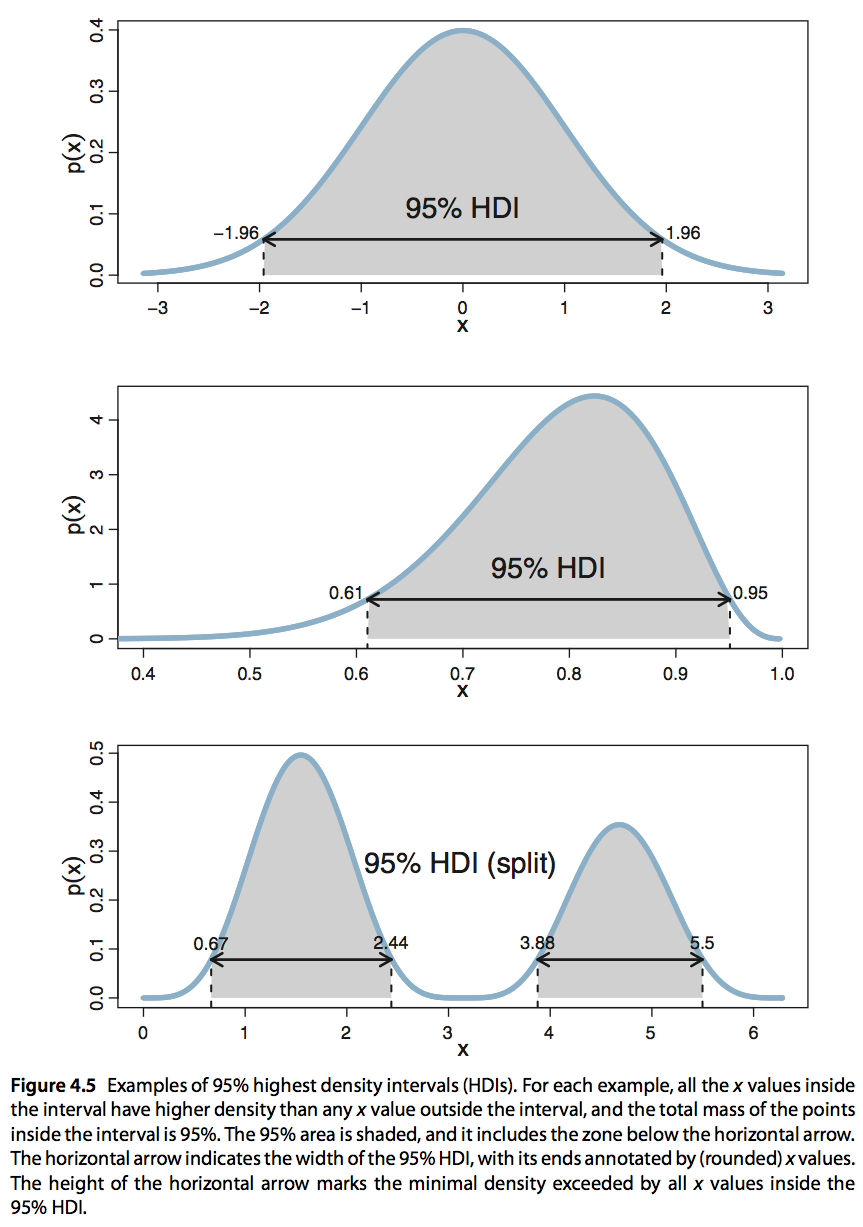 0.4
0.3
0.2
0.1
0.0
p(x)
95% HDI
−1.96
1.96
−3 −2 −1 0 1 2 3
x
4
3
2
1
0
p(x)
95% HDI
0.61
0.95
0.4 0.5 0.6 0.7 0.8 0.9 1.0
x
0.5
0.4
0.3
0.2
0.1
0.0
p(x)
95% HDI (split)
0.67
2.44
3.88
5.5
0 1 2 3 4 5 6
x
Figure 4.5 Examples of 95% highest density intervals (HDIs). For each example, all the x values inside
the interval have higher density than any x value outside the interval, and the total mass of the points
inside the interval is 95%. The 95% area is shaded, and it includes the zone below the horizontal arrow.
The horizontal arrow indicates the width of the 95% HDI, with its ends annotated by (rounded) x values.
The height of the horizontal arrow marks the minimal density exceeded by all x values inside the
95% HDI.